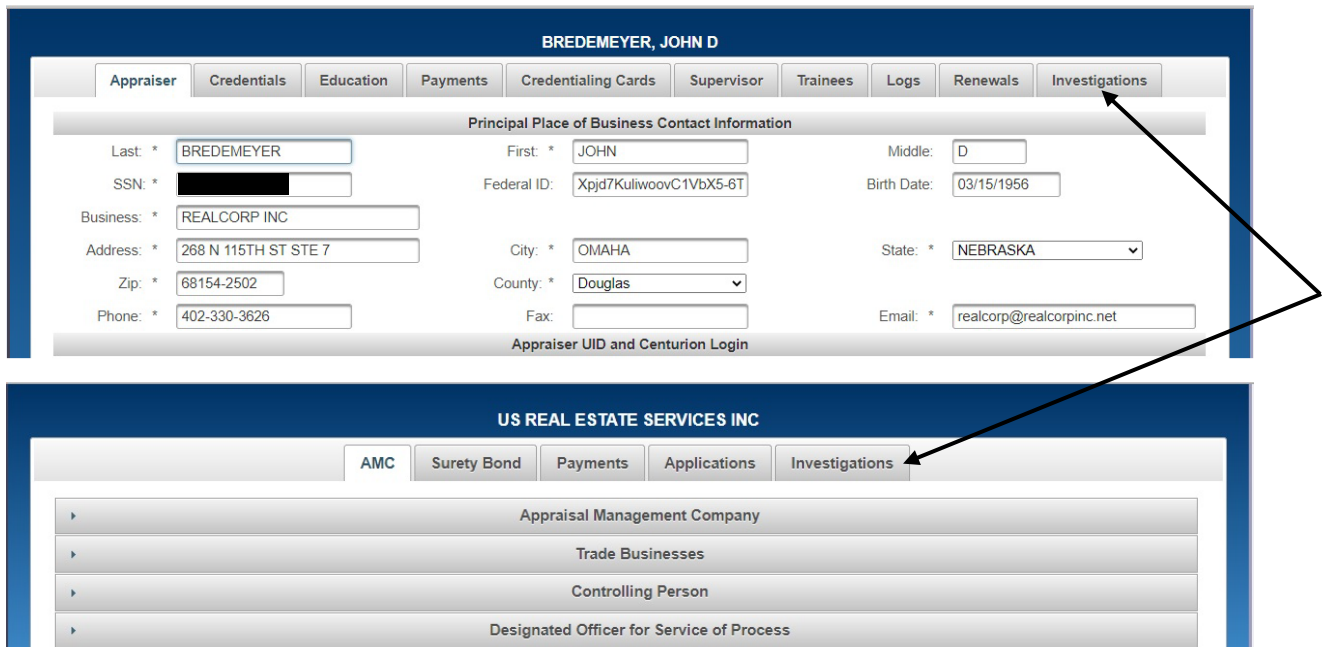 BREDEMEYER, JOHN D
Appraiser Credentials Education Payments Credentialing Cards Supervisor Trainees Logs Renewals Investigations
Principal Place of Business Contact Information
Last: * BREDEMEYER First: * JOHN Middle: D
SSN: * Federal ID: Xpjd7KuliwoovC1VbX5-6T Birth Date: 03/15/1956
Business: * REALCORP INC
Address: * 268 N 115TH ST STE 7 City: * OMAHA State: * NEBRASKA
Zip: * 68154-2502 County: * Douglas
Phone: * 402-330-3626 Fax: Email: * realcorp@realcorpinc.net
Appraiser UID and Centurion Login
US REAL ESTATE SERVICES INC
AMC Surety Bond Payments Applications Investigations
Appraisal Management Company
Trade Businesses
Controlling Person
Designated Officer for Service of Process